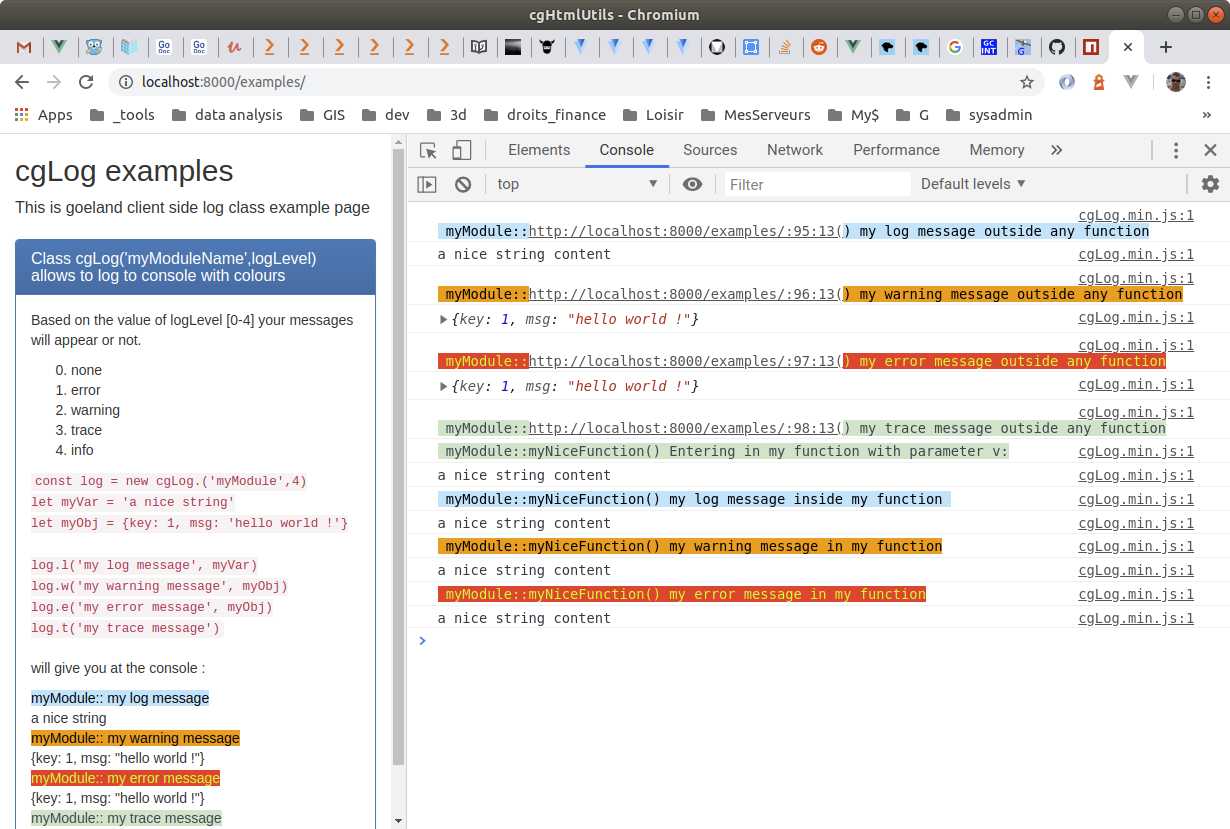 cgHtmlUtils - Chromium
Go Doc Go Doc GC INT G
localhost:8000/examples/
Apps _tools data analysis GIS dev 3d droits_finance Loisir MesServeurs My$ G sysadmin »
cgLog examples
This is goeland client side log class example page
Class cgLog('myModuleName',logLevel)
allows to log to console with colours
Based on the value of logLevel [0-4] your messages
will appear or not.
0. none
1. error
2. warning
3. trace
4. info
const log = new cgLog.('myModule',4)
let myVar = 'a nice string'
let myObj = {key: 1, msg: 'hello world !'}
log.l('my log message', myVar)
log.w('my warning message', myObj)
log.e('my error message', myObj)
log.t('my trace message')
will give you at the console :
myModule:: my log message
a nice string
myModule:: my warning message
{key: 1, msg: "hello world !"}
myModule:: my error message
{key: 1, msg: "hello world !"}
myModule:: my trace message
Elements Console Sources Network Performance Memory »
top Filter Default levels
cgLog.min.js:1
myModule::http://localhost:8000/examples/:95:13() my log message outside any function
a nice string content cgLog.min.js:1
cgLog.min.js:1
myModule::http://localhost:8000/examples/:96:13() my warning message outside any function
{key: 1, msg: "hello world !"} cgLog.min.js:1
cgLog.min.js:1
myModule::http://localhost:8000/examples/:97:13() my error message outside any function
{key: 1, msg: "hello world !"} cgLog.min.js:1
cgLog.min.js:1
myModule::http://localhost:8000/examples/:98:13() my trace message outside any function
myModule::myNiceFunction() Entering in my function with parameter v: cgLog.min.js:1
a nice string content cgLog.min.js:1
myModule::myNiceFunction() my log message inside my function cgLog.min.js:1
a nice string content cgLog.min.js:1
myModule::myNiceFunction() my warning message in my function cgLog.min.js:1
a nice string content cgLog.min.js:1
myModule::myNiceFunction() my error message in my function cgLog.min.js:1
a nice string content cgLog.min.js:1